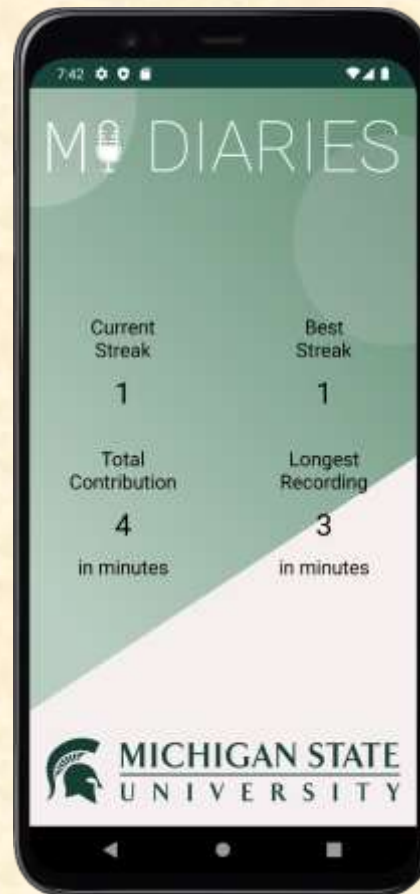 7:42
MI DIARIES
Current
Streak
1
Best
Streak
1
Total
Contribution
4
in minutes
Longest
Recording
3
in minutes
MICHIGAN STATE
UNIVERSITY